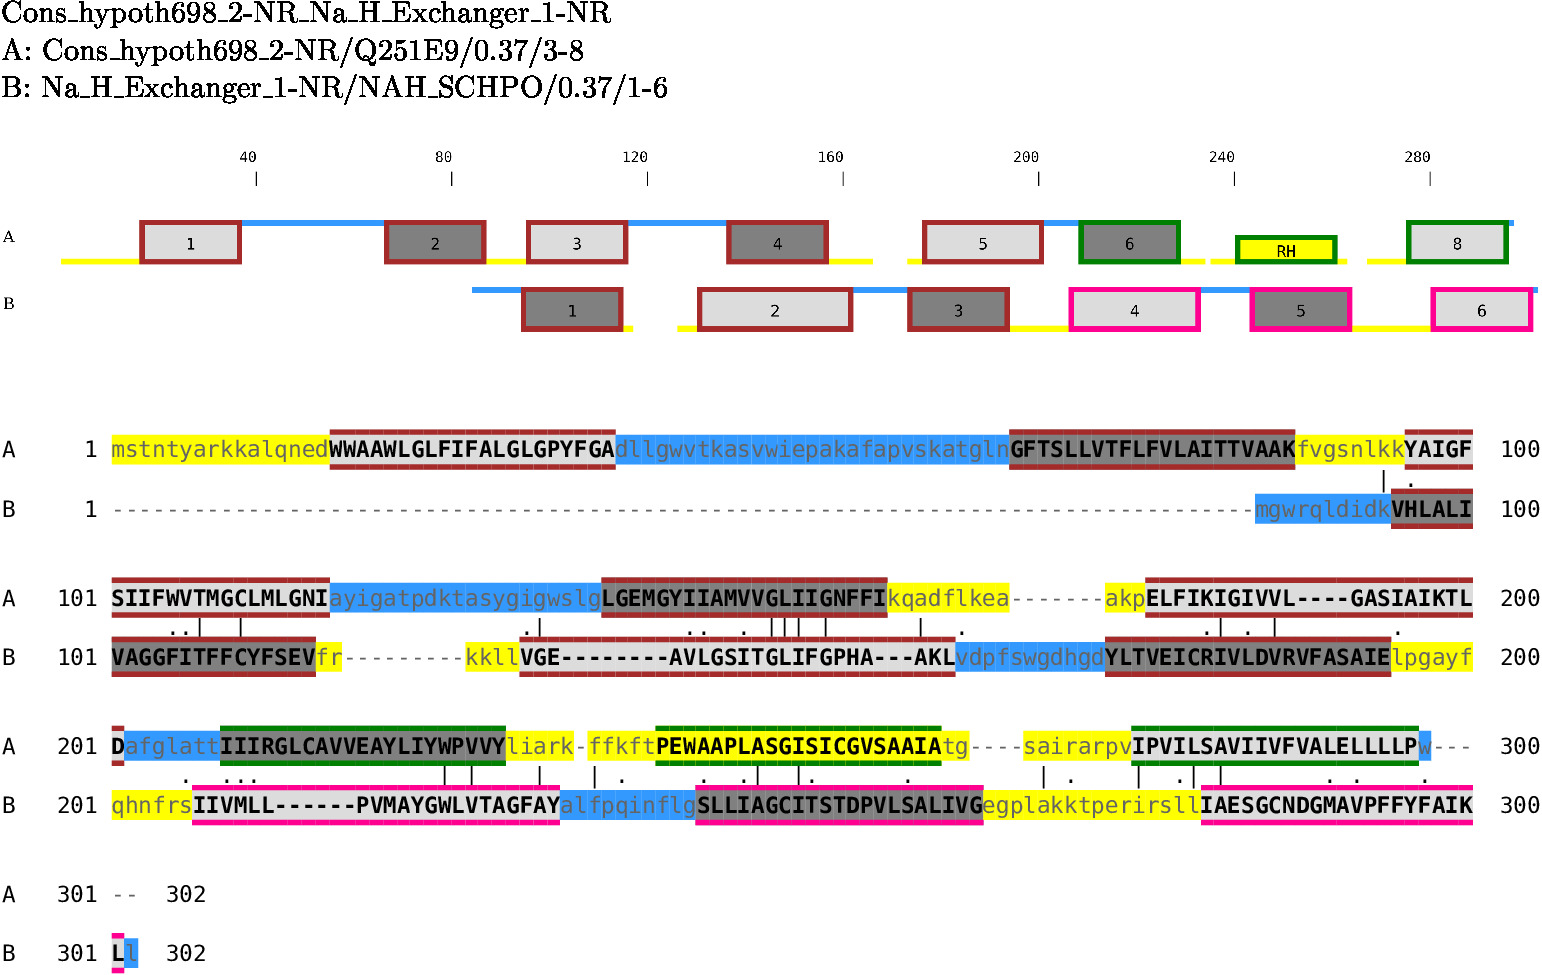 Cons_hypoth698_2-NR_Na_H_Exchanger_1-NR
A: Cons_hypoth698_2-NR/Q251E9/0.37/3-8
B: Na_H_Exchanger_1-NR/NAH_SCHPO/0.37/1-6
40 80 120 160 200 240 280
A 1 2 3 4 5 6 RH 8
B 1 2 3 4 5 6
A 1 mstntyarkkalqnedWWAAWLGLFIFALGLGPYFGAdllgwvtkasvwiepakafapvskatglnGFTSLLVTFLFVLAITTVAAKfvgsnlkkYAIGF 100
B 1 ------------------------------------------------------------------------------------mgwrqldidkVHLALI 100
A 101 SIIFWVTMGCLMLGNIayigatpdktasygigwslgLGEMGYIIAMVVGLIIGNFFIkqadflkea-------akpELFIKIGIVVL----GASIAIKTL 200
B 101 VAGGFITFFCYFSEVfr---------kkllVGE--------AVLGSITGLIFGPHA---AKLvdpfswgdhgdYLTVEICRIVLDVRVFASAIElpgayf 200
A 201 DafglattIIIRGLCAVVEAYLIYWPVVYliark-ffkftPEWAAPLASGISICGVSAAIAtg----sairarpvIPVILSAVIIVFVALELLLLPw--- 300
B 201 qhnfrsIIVMLL------PVMAYGWLVTAGFAYalfpqinflgSLLIAGCITSTDPVLSALIVGegplakktperirsllIAESGCNDGMAVPFFYFAIK 300
A 301 -- 302
B 301 Ll 302